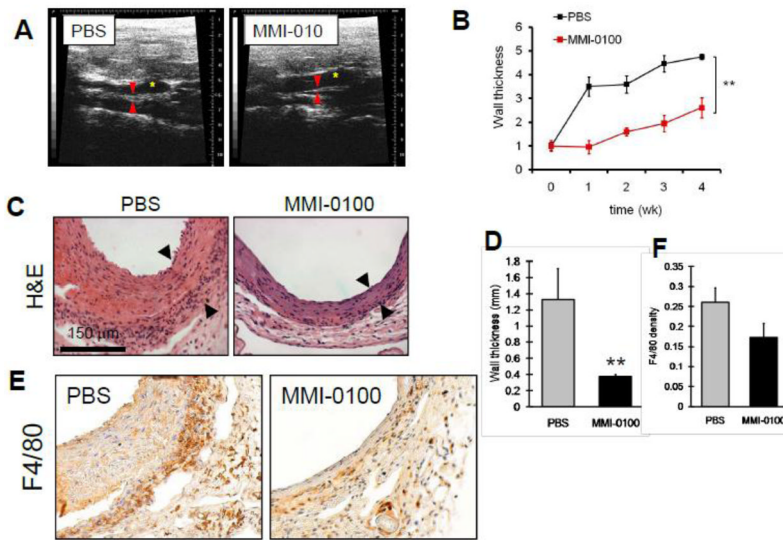 A
PBS
MMI-010
B
PBS
MMI-0100
Wall thickness
6
5
4
3
2
1
0
**
0 1 2 3 4
time (wk)
C
PBS
MMI-0100
H&E
150 µm
D
Wall thickness (mm)
1.8
1.6
1.4
1.2
1
0.8
0.6
0.4
0.2
0
**
PBS MMI-0100
F
F4/80 density
0.3
0.25
0.2
0.15
0.1
0.05
0
PBS MMI-0100
E
F4/80
PBS
MMI-0100